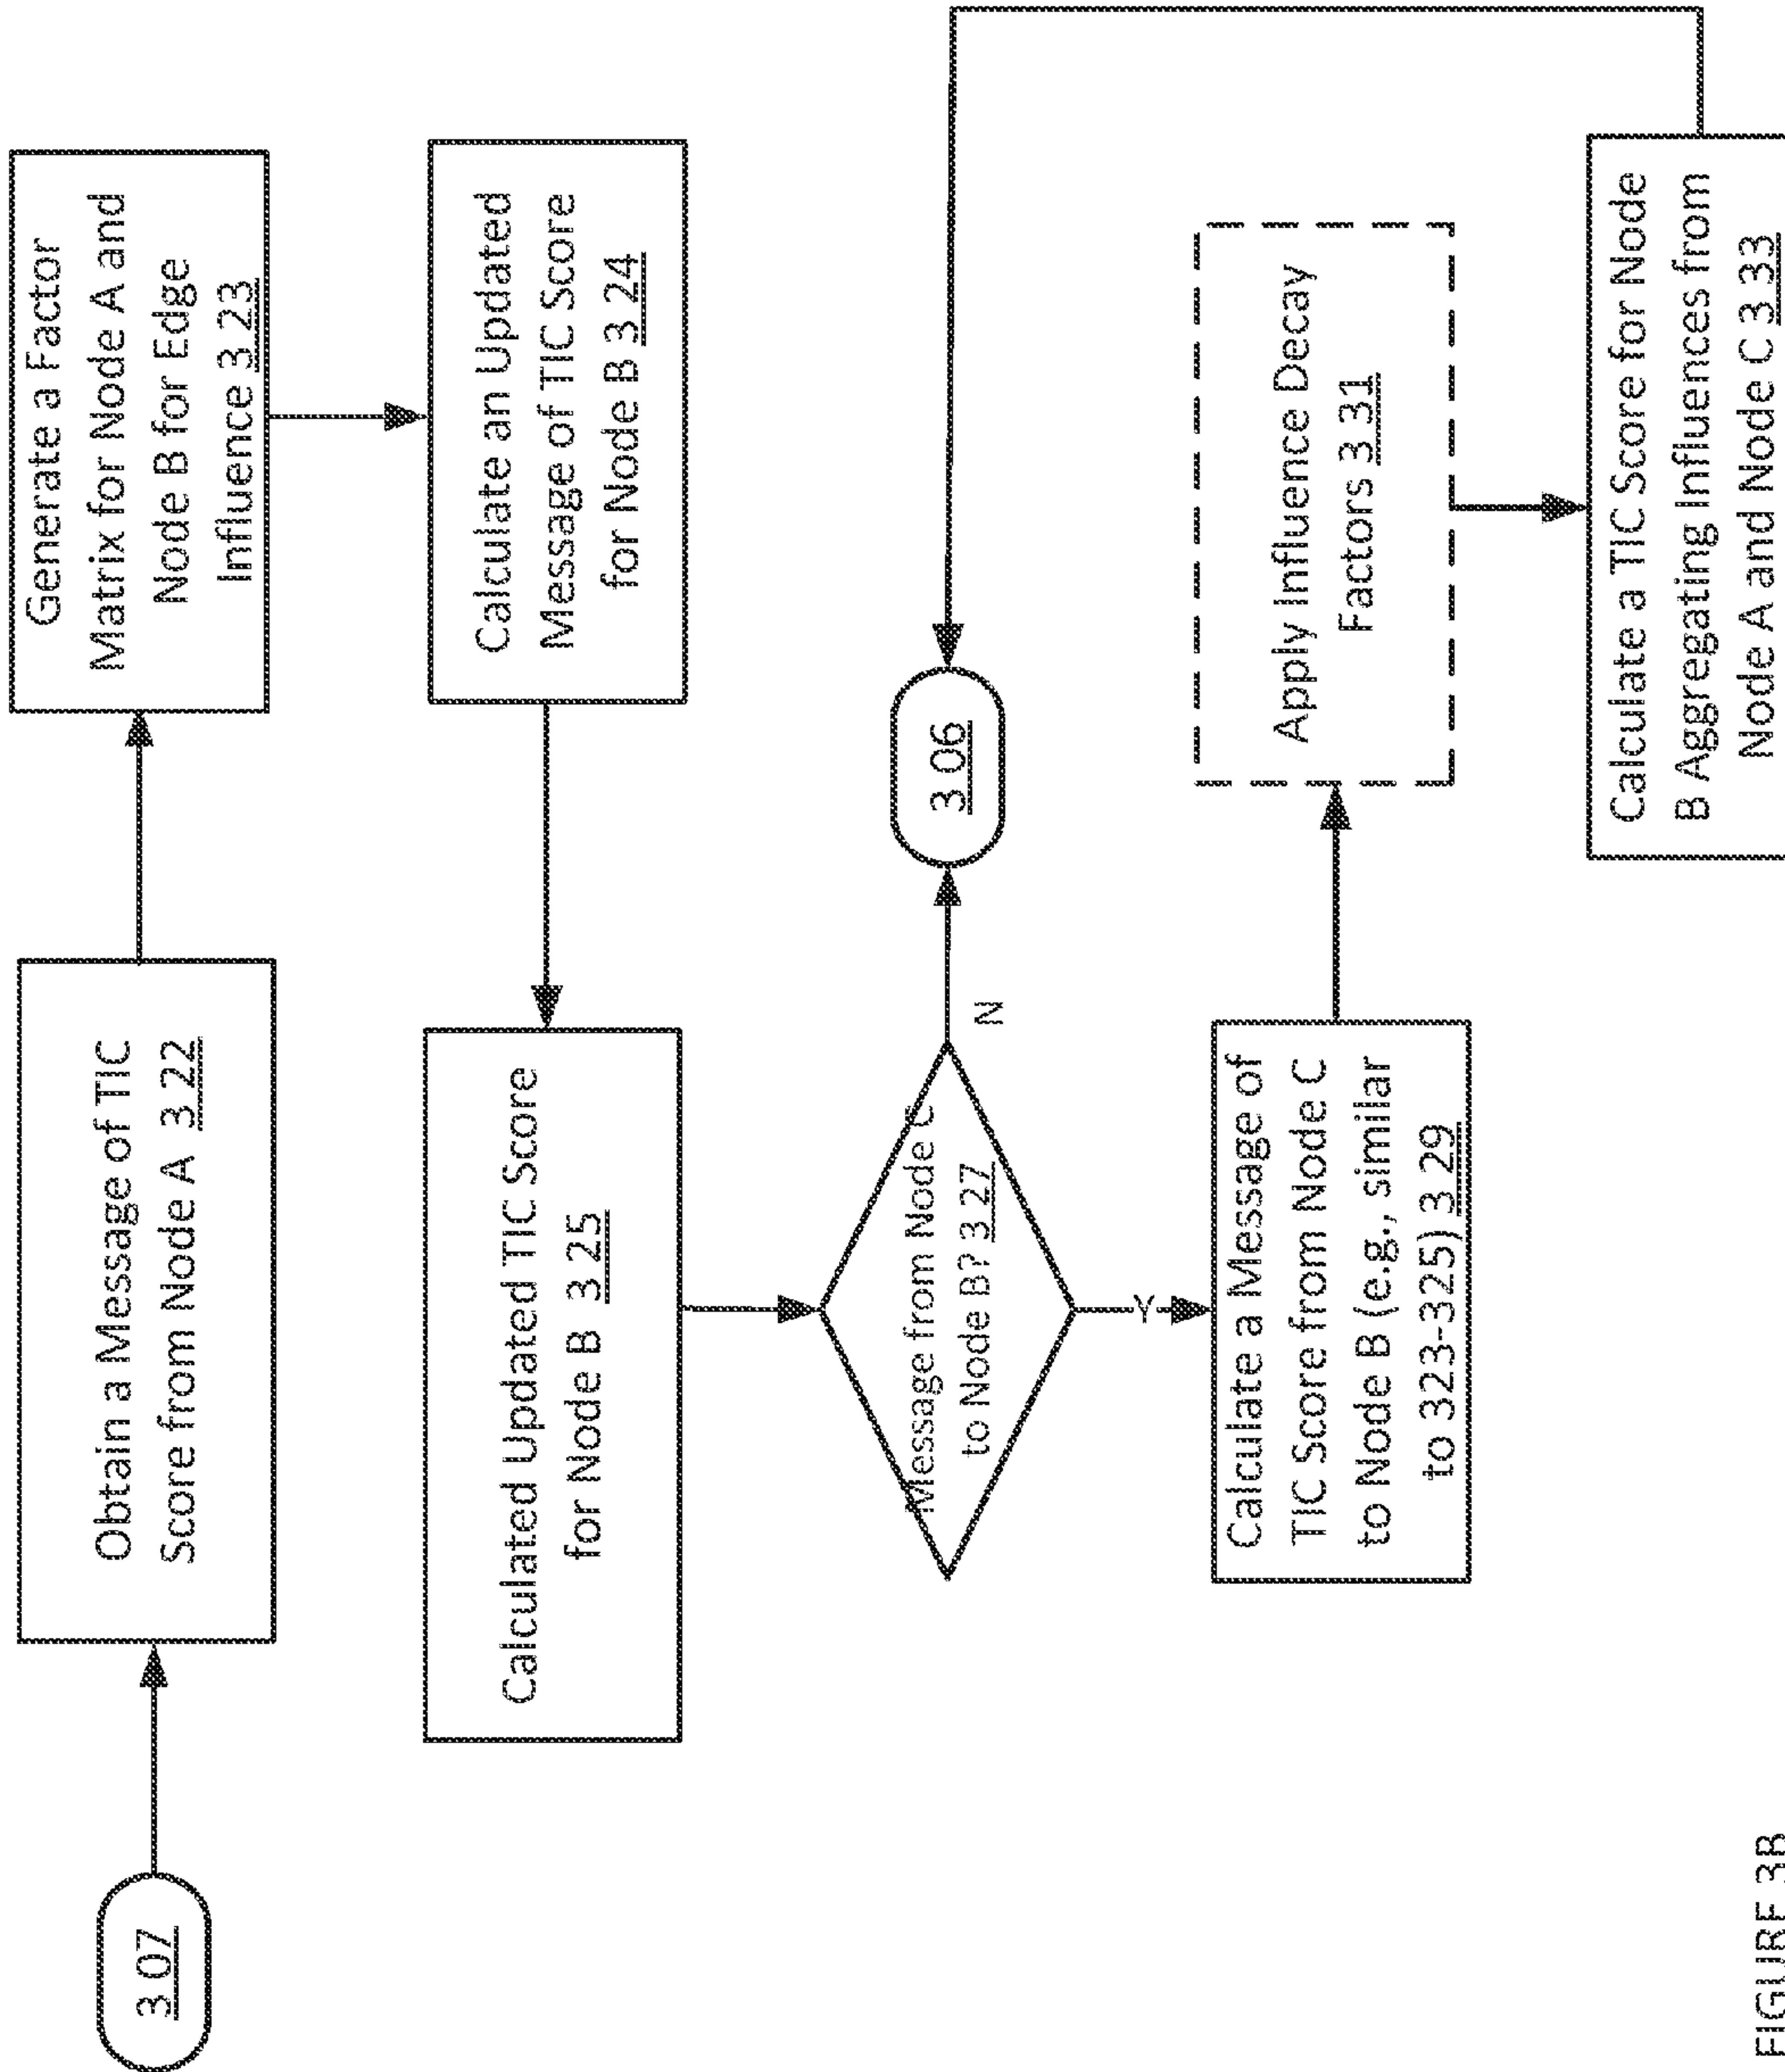 3 07
Obtain a Message of TIC
Score from Node A 3 22
Generate a Factor
Matrix for Node A and
Node B for Edge
Influence 3 23
Calculate an Updated
Message of TIC Score
for Node B 3 24
Calculated Updated TIC Score
for Node B 3 25
Message from Node C
to Node B? 3 27
N
3 06
Y
Calculate a Message of
TIC Score from Node C
to Node B (e.g., similar
to 323-325) 3 29
Apply Influence Decay
Factors 3 31
Calculate a TIC Score for Node
B Aggregating Influences from
Node A and Node C 3 33
FIGURE 3B